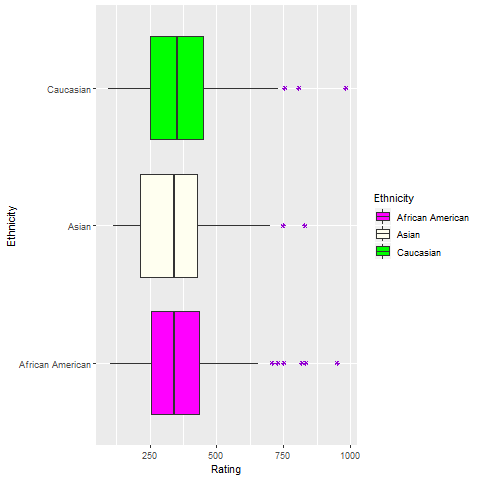 Caucasian
Asian
African American
Ethnicity
250
500
750
1000
Rating
Ethnicity
African American
Asian
Caucasian